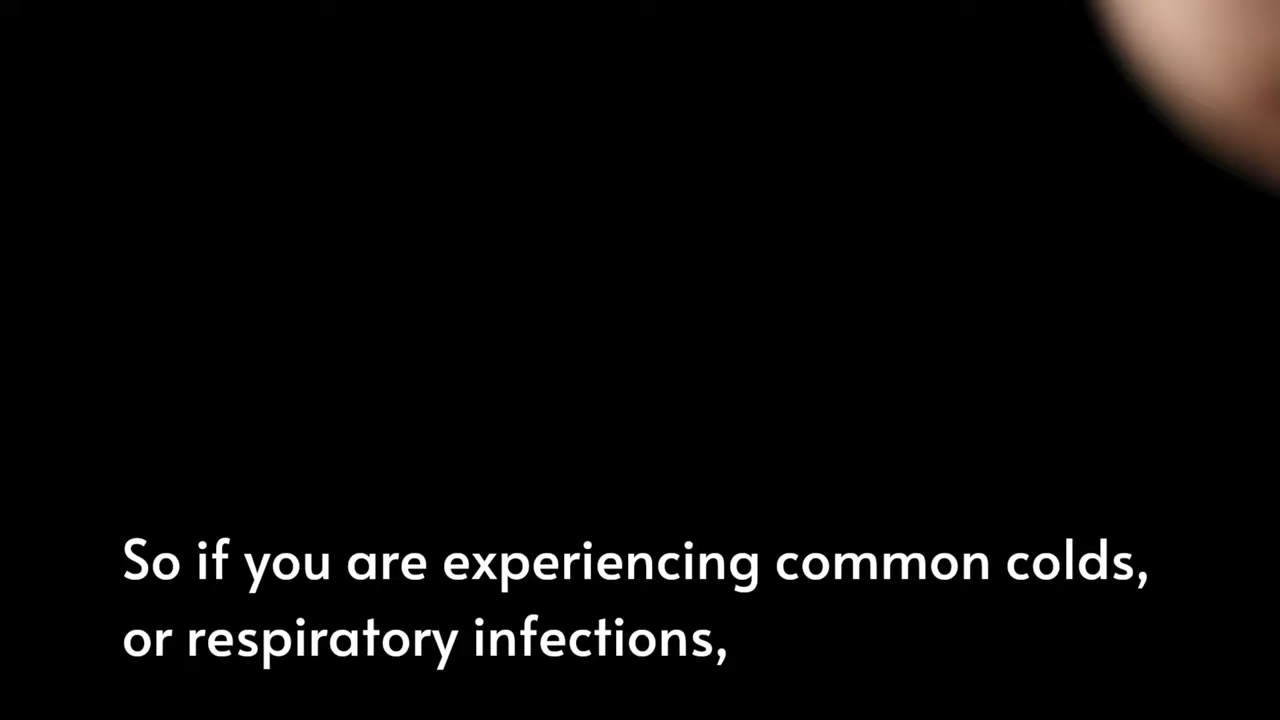 So if you are experiencing common colds,
or respiratory infections,